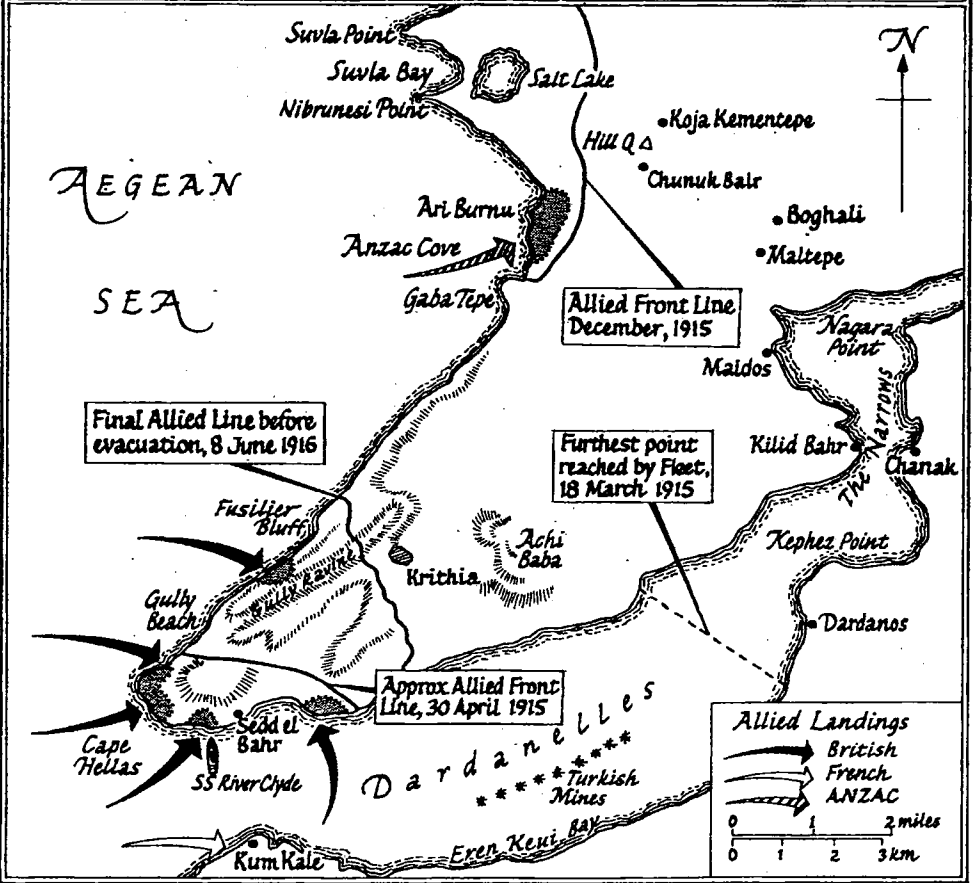 Suvla Point
Suvla Bay
Nibrunesi Point
Salt Lake
N
Koja Kementepe
Hill Q
Chunuk Bair
Boghali
Maltepe
AEGEAN
SEA
Ari Burnu
Anzac Cove
Gaba Tepe
Allied Front Line
December, 1915
Nagara
Point
Maidos
Kilid Bahr
The Narrows
Chanak
Final Allied Line before
evacuation, 8 June 1916
Furthest point
reached by Fleet,
18 March 1915
Fusilier
Bluff
Gully Ravine
Krithia
Achi
Baba
Kephez Point
Gully
Beach
Dardanos
Approx Allied Front
Line, 30 April 1915
Sedd el
Bahr
Cape
Hellas
SS River Clyde
Dardanelles
Turkish
Mines
Eren Keui Bay
Kum Kale
Allied Landings
British
French
ANZAC
0 1 2 miles
0 1 2 3 km